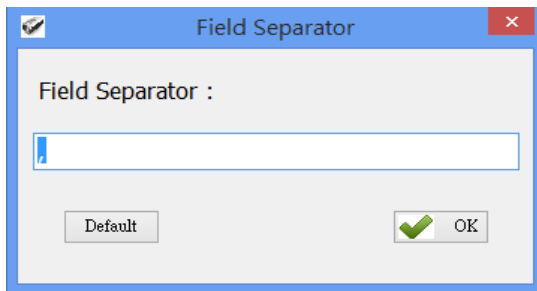 Field Separator
Field Separator :
,
Default
OK